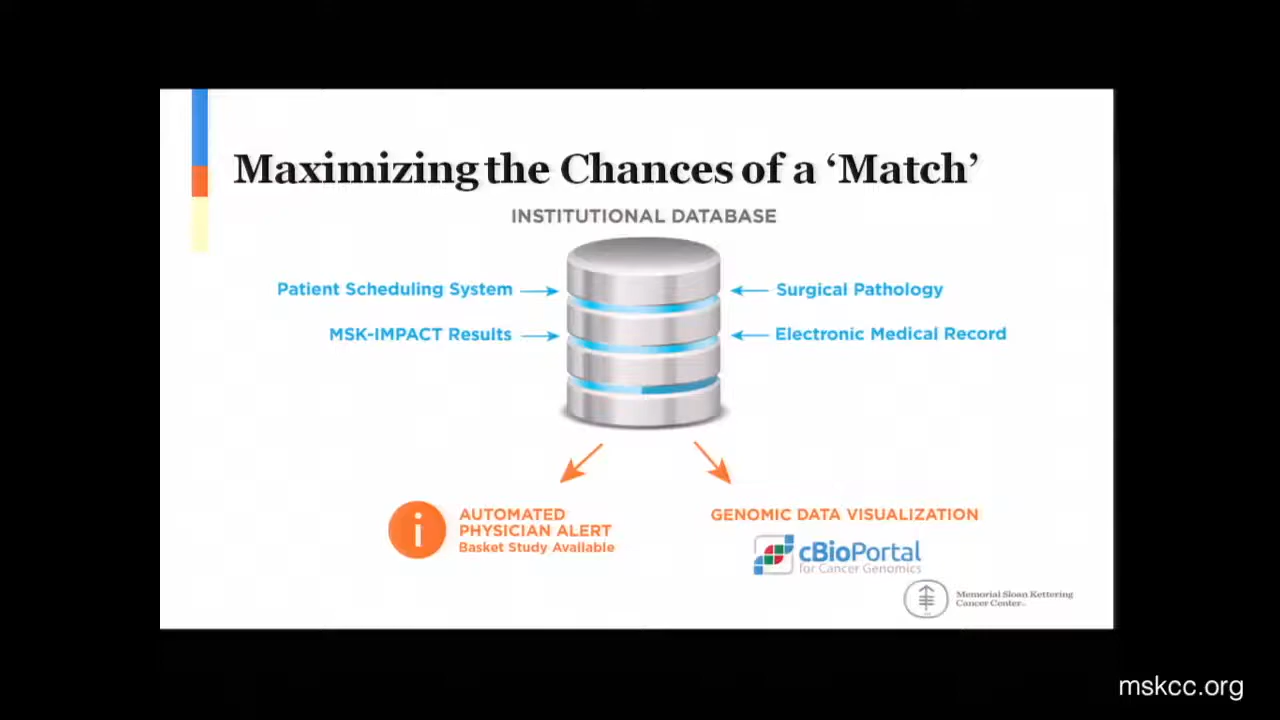 Maximizing the Chances of a ‘Match’
INSTITUTIONAL DATABASE
Patient Scheduling System
Surgical Pathology
MSK-IMPACT Results
Electronic Medical Record
i
AUTOMATED
PHYSICIAN ALERT
Basket Study Available
GENOMIC DATA VISUALIZATION
cBioPortal
for Cancer Genomics
Memorial Sloan Kettering
Cancer Center
mskcc.org